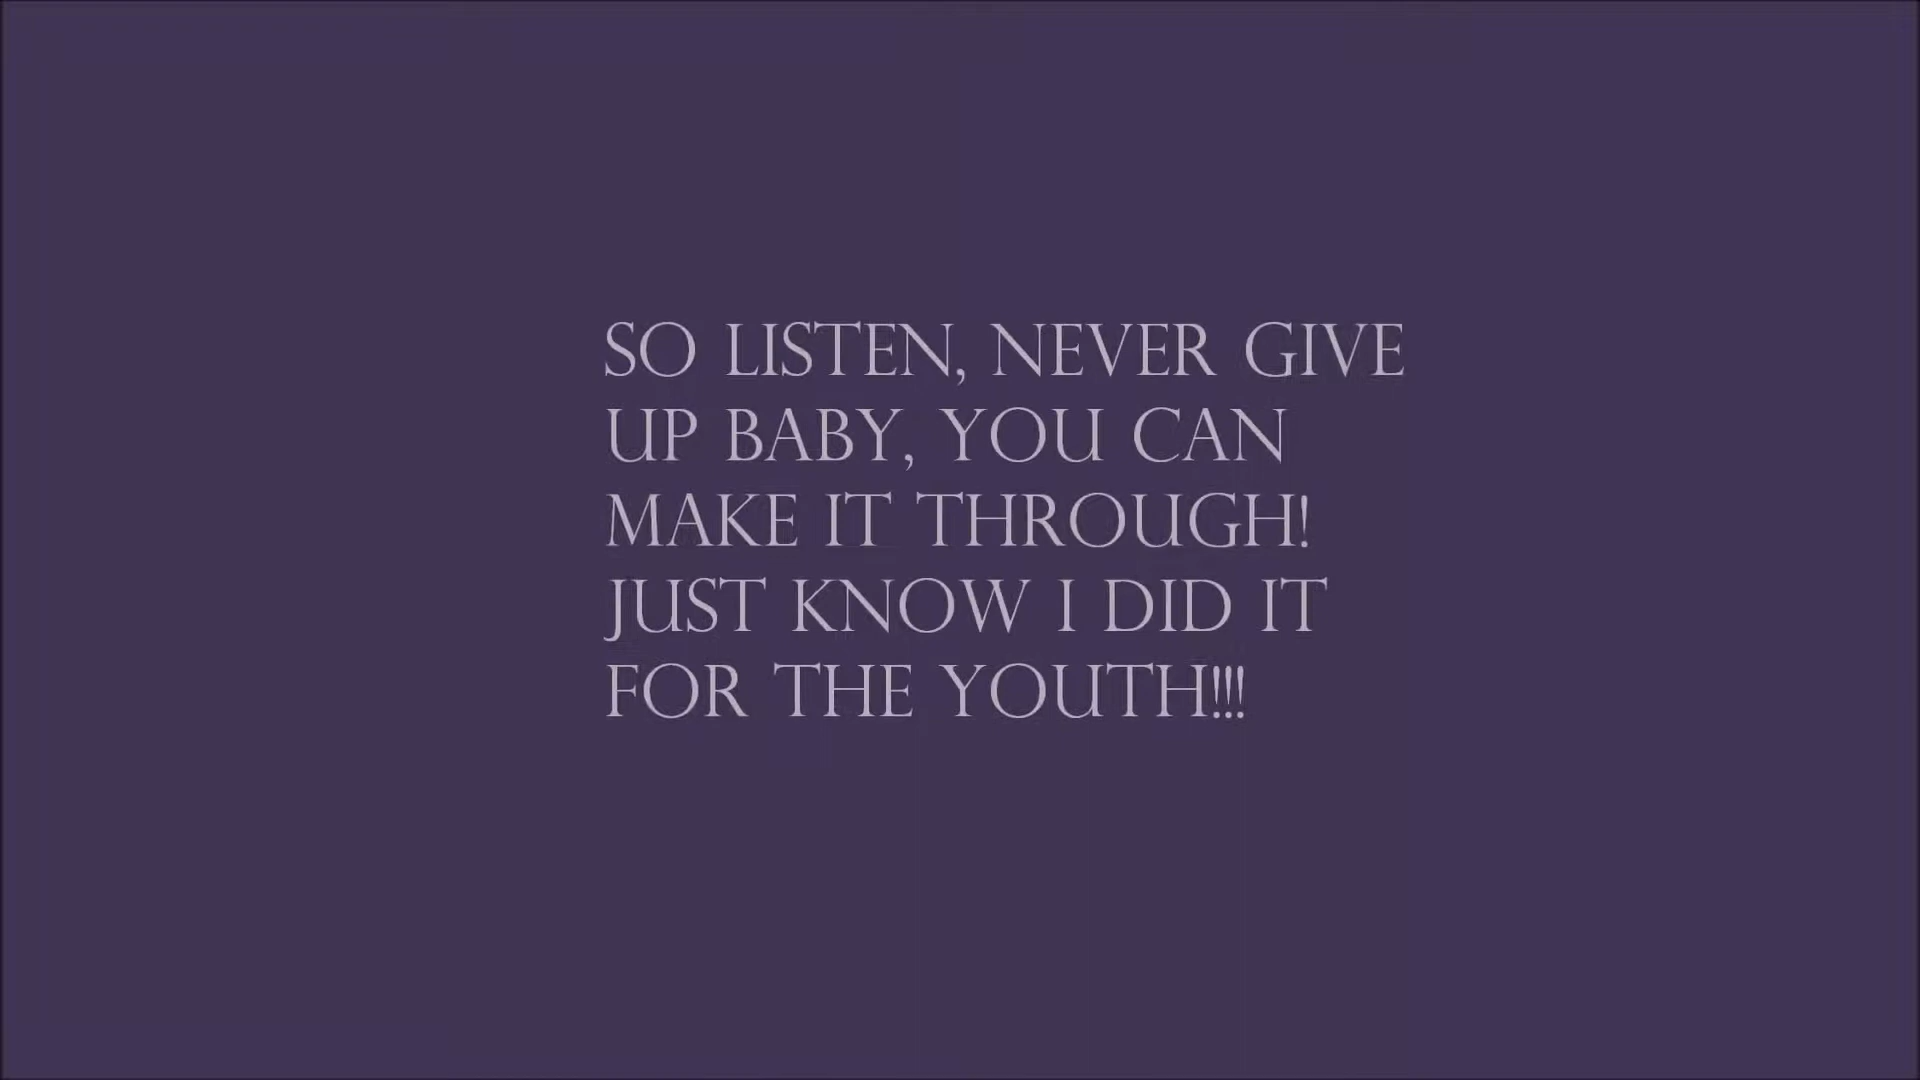 SO LISTEN, NEVER GIVE
UP BABY, YOU CAN
MAKE IT THROUGH!
JUST KNOW I DID IT
FOR THE YOUTH!!!